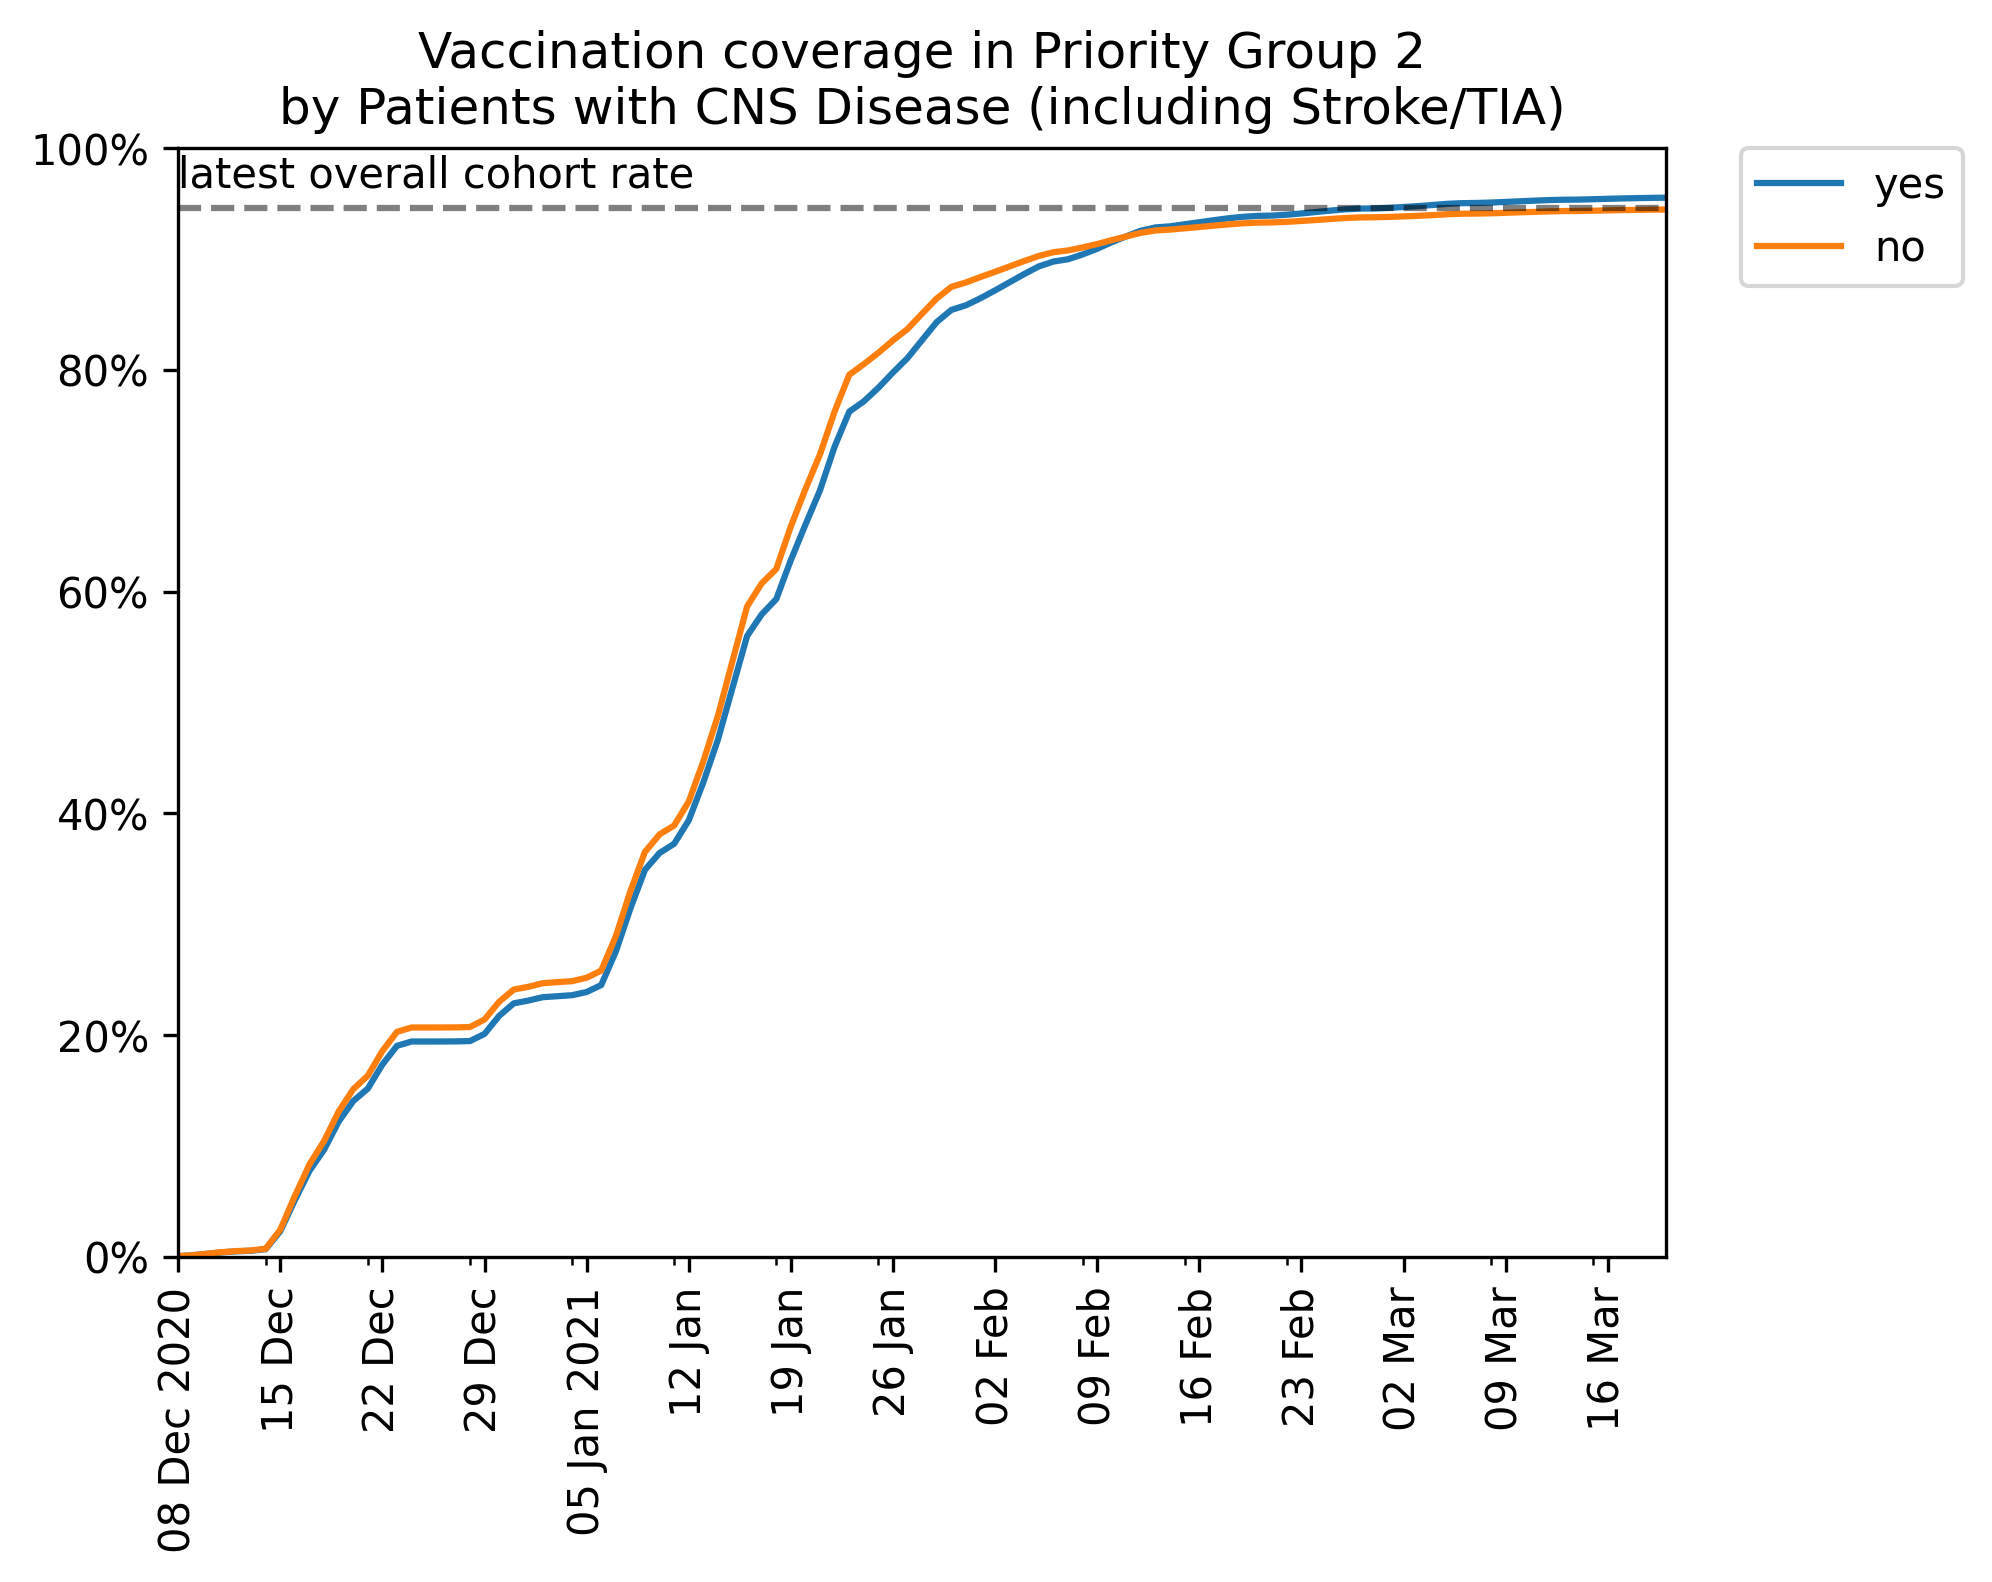 Vaccination coverage in Priority Group 2
by Patients with CNS Disease (including Stroke/TIA)
100%
latest overall cohort rate
yes
no
80%
60%
40%
20%
0%
08 Dec 2020
15 Dec
22 Dec
29 Dec
05 Jan 2021
12 Jan
19 Jan
26 Jan
02 Feb
09 Feb
16 Feb
23 Feb
02 Mar
09 Mar
16 Mar